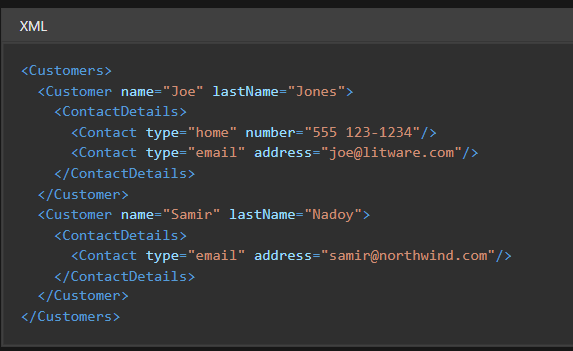 XML
<Customers>
<Customer name="Joe" lastName="Jones">
<ContactDetails>
<Contact type="home" number="555 123-1234"/>
<Contact type="email" address="joe@litware.com"/>
</ContactDetails>
</Customer>
<Customer name="Samir" lastName="Nadoy">
<ContactDetails>
<Contact type="email" address="samir@northwind.com"/>
</ContactDetails>
</Customer>
</Customers>